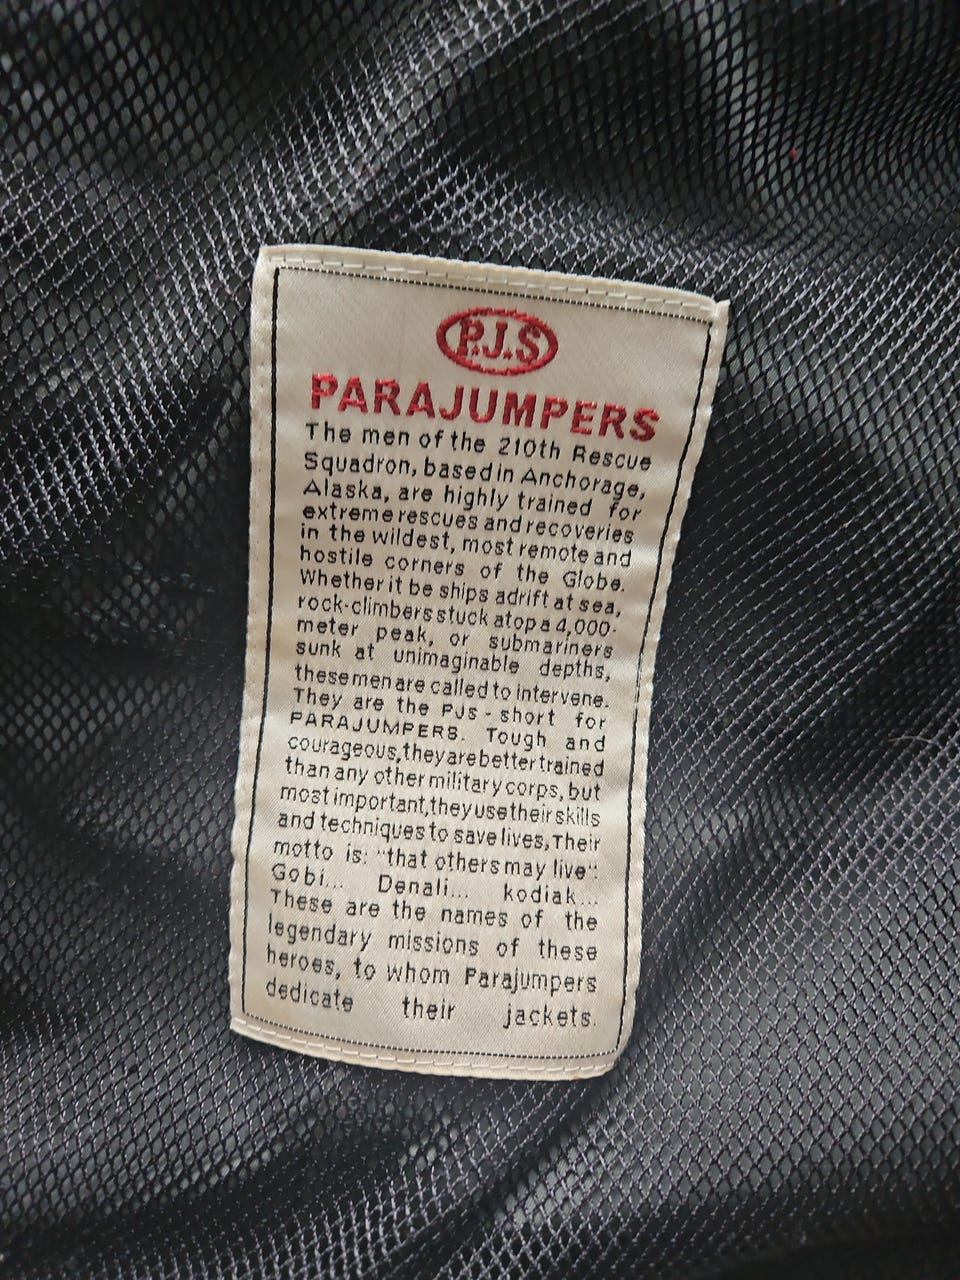 P.J.S
PARAJUMPERS
The men of the 210th Rescue
Squadron, based in Anchorage,
Alaska, are highly trained for
extreme rescues and recoveries
in the wildest, most remote and
hostile corners of the Globe.
Whether it be ships adrift at sea,
rock-climbers stuck atop a 4,000-
meter peak, or submariners
sunk at unimaginable depths,
these men are called to intervene.
They are the PJs - short for
PARAJUMPERS. Tough and
courageous, they are better trained
than any other military corps, but
most important, they use their skills
and techniques to save lives, Their
motto is: "that others may live".
Gobi... Denali... kodiak...
These are the names of the
legendary missions of these
heroes, to whom Parajumpers
dedicate their jackets.